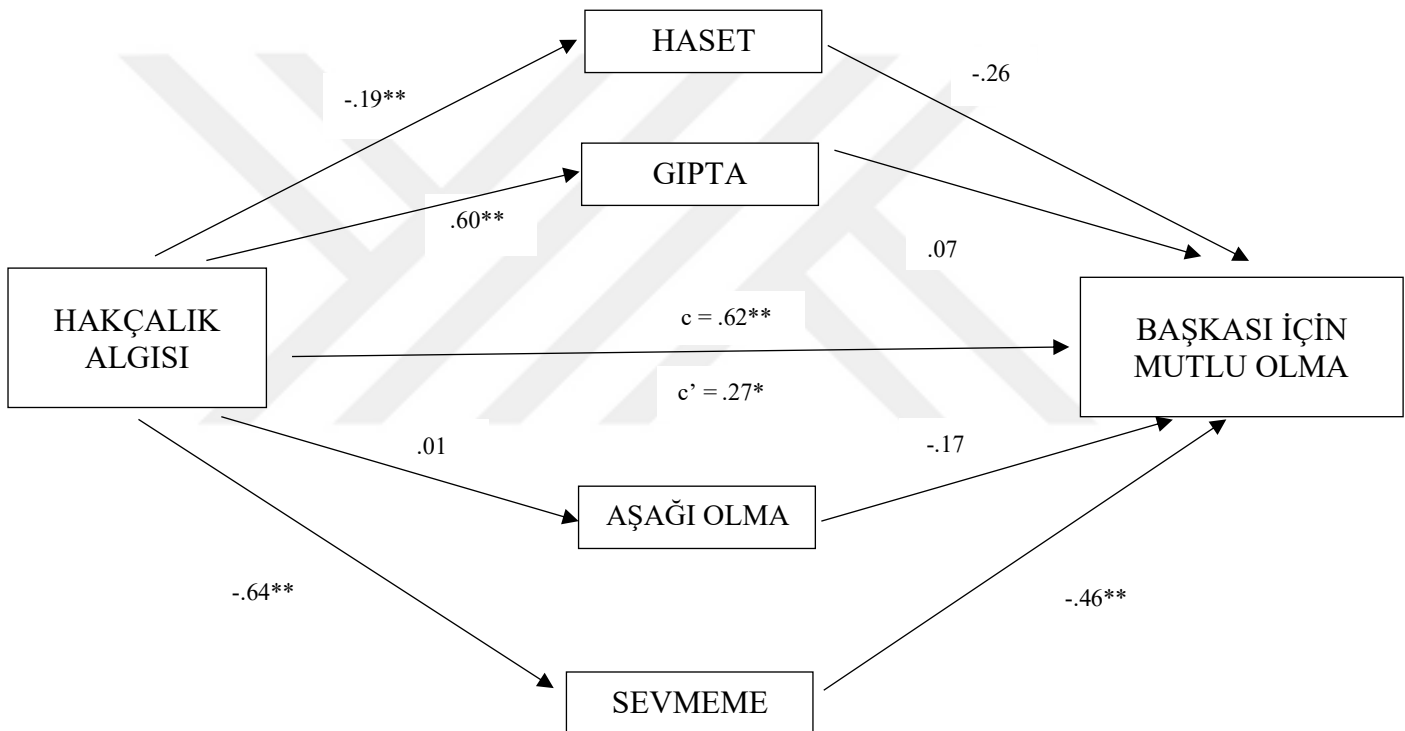 HASET
-.19**
-.26
GIPTA
.60**
.07
HAKÇALIK
ALGISI
c = .62**
c’ = .27*
BAŞKASI İÇİN
MUTLU OLMA
.01
-.17
AŞAĞI OLMA
-.64**
-.46**
SEVMEME